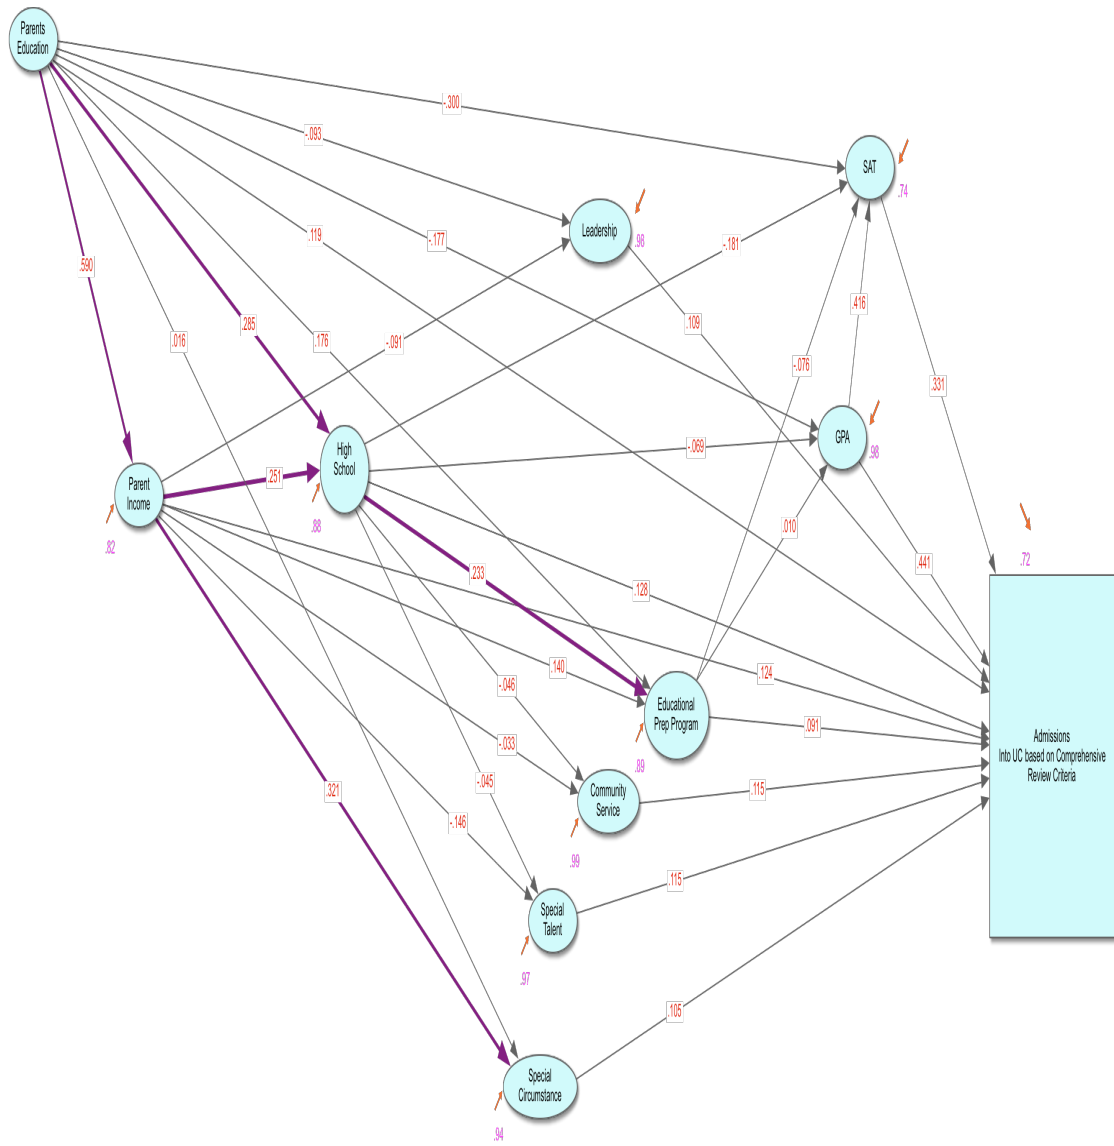 Parents
Education
-.300
-.093
SAT
.74
Leadership
.98
.119
-.177
-.181
.590
.016
.285
.176
-.091
.109
.416
-.076
.331
GPA
.98
High
School
.88
-.069
Parent
Income
.82
.251
.010
.441
.72
.233
.128
.140
.124
-.046
Educational
Prep Program
.89
.091
Admissions
Into UC based on Comprehensive
Review Criteria
-.033
-.045
.321
-.146
Community
Service
.99
.115
.115
Special
Talent
.97
.105
Special
Circumstance
.94